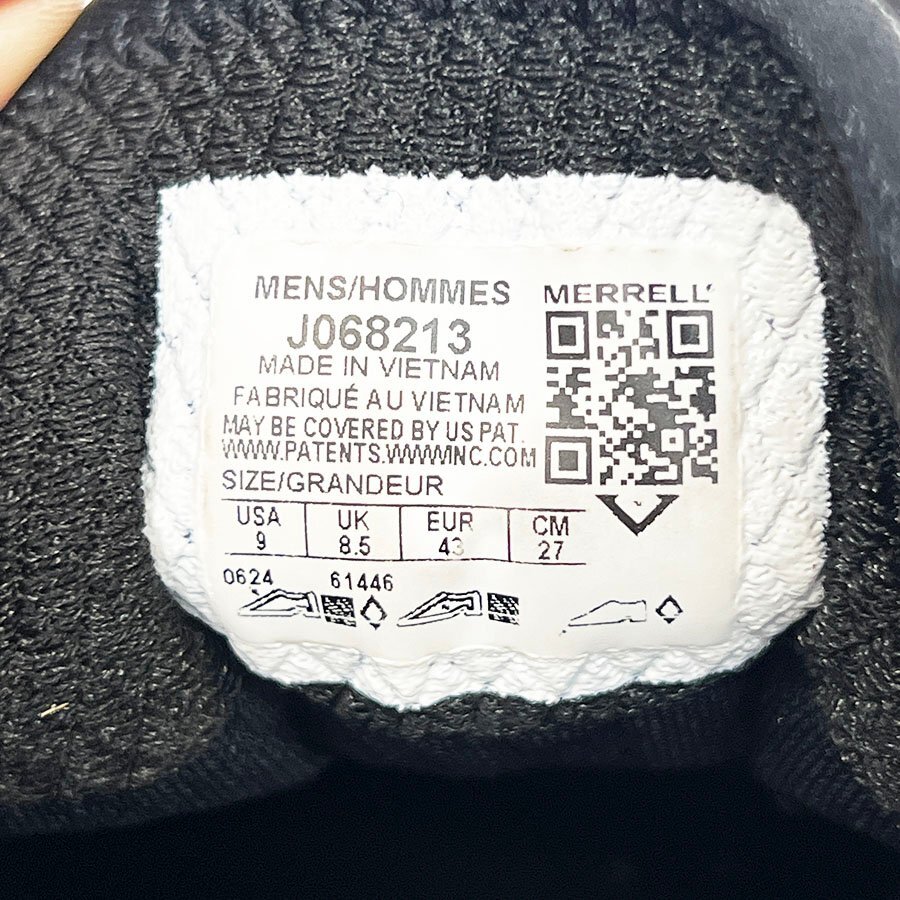 MENS/HOMMES
J068213
MADE IN VIETNAM
FABRIQUÉ AU VIETNAM
MAY BE COVERED BY US PAT.
WWW.PATENTS.WWWINC.COM
SIZE/GRANDEUR
USA UK EUR CM
9 8.5 43 27
0624 61446
MERRELL